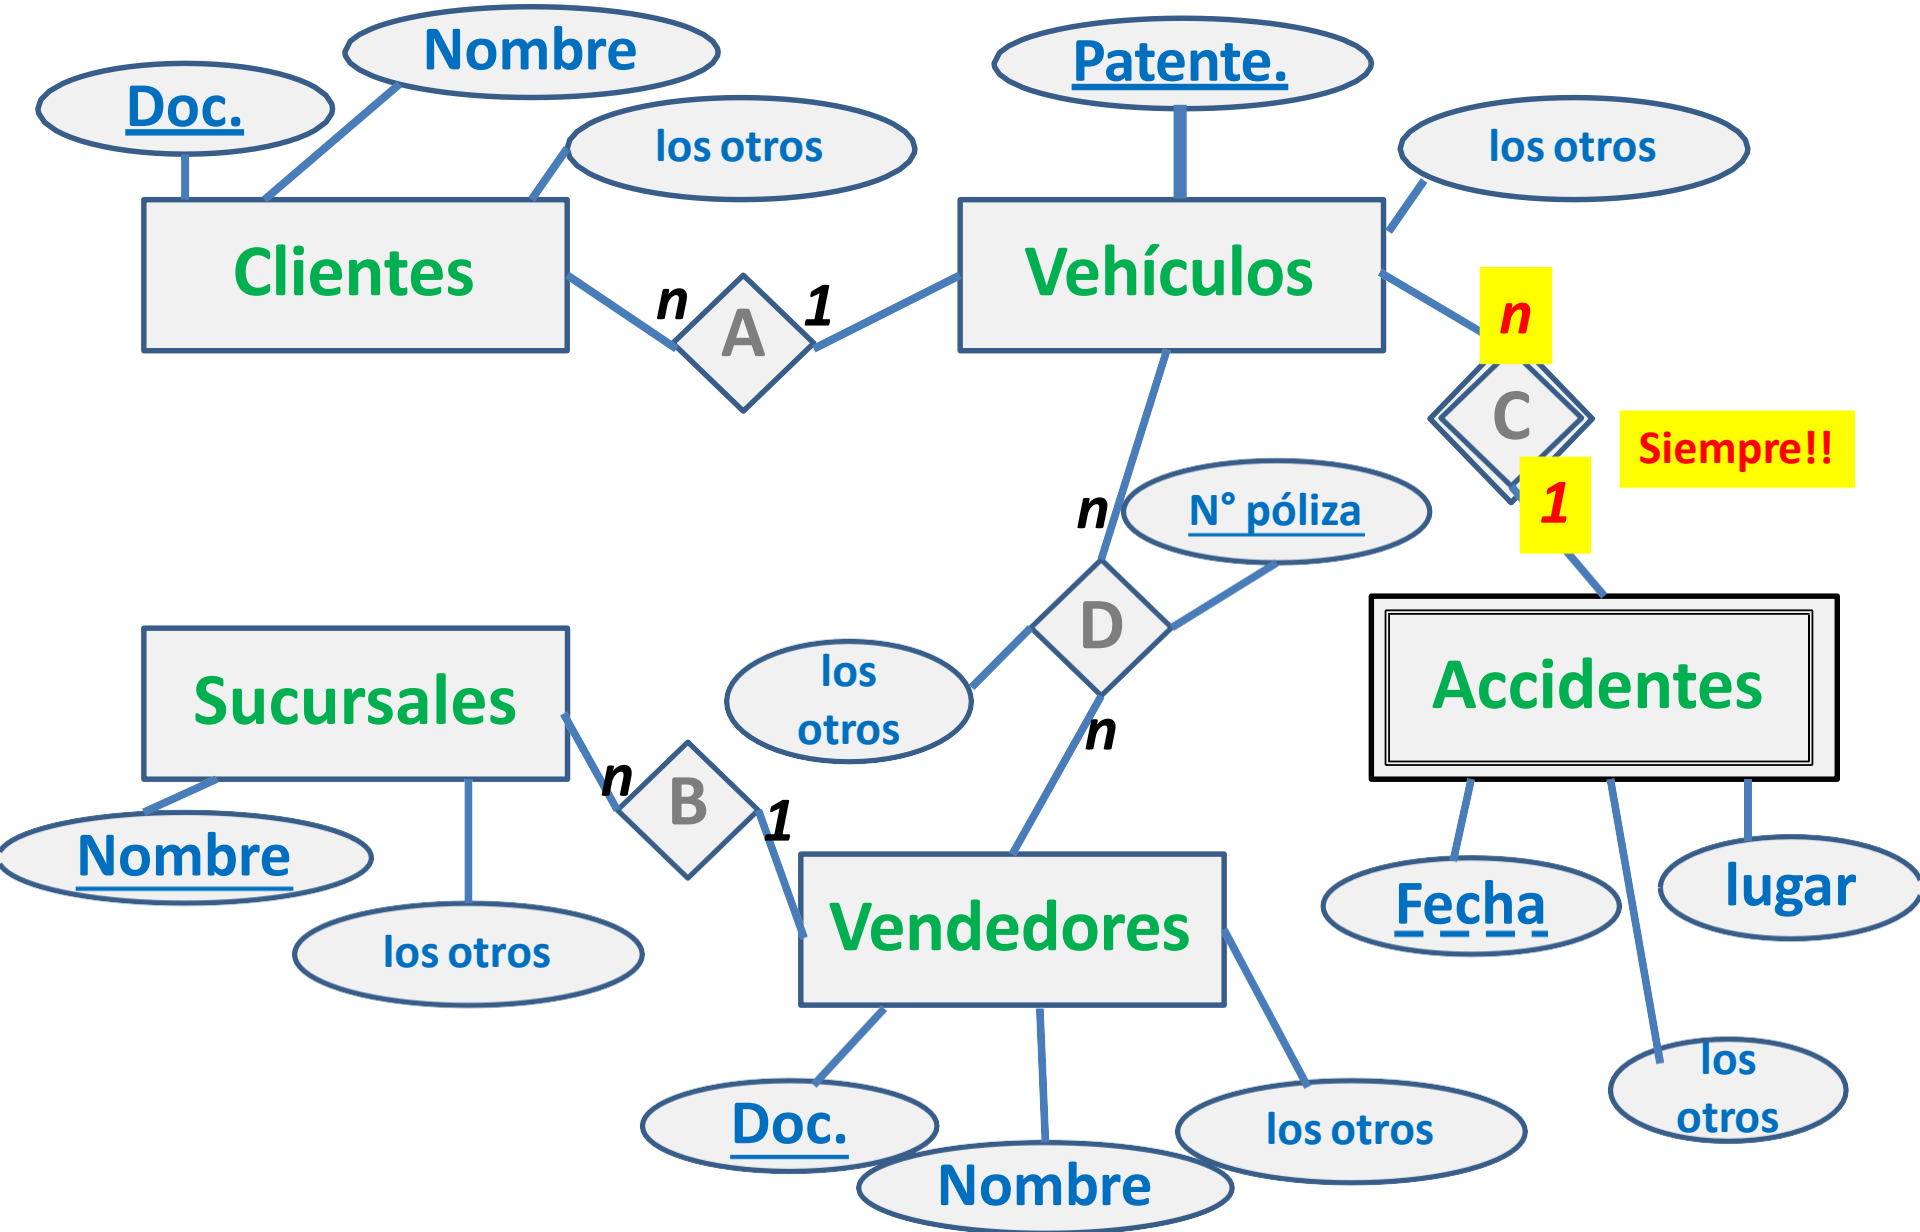 Nombre
Patente.
Doc.
los otros
los otros
Clientes
Vehículos
n
A
1
n
C
Siempre!!
n
N° póliza
1
D
Sucursales
los
otros
Accidentes
n
n
B
1
Nombre
Vendedores
Fecha
lugar
los otros
Doc.
Nombre
los otros
los
otros